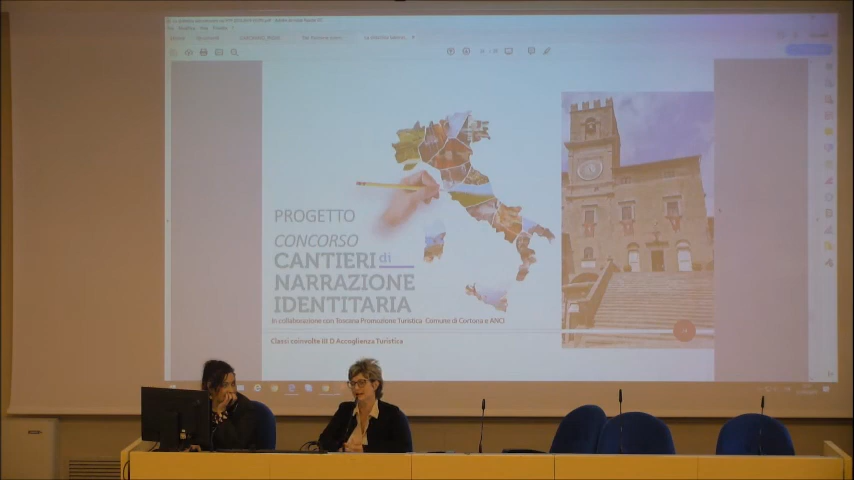 PROGETTO
CONCORSO
CANTIERI di
NARRAZIONE
IDENTITARIA
In collaborazione con Toscana Promozione Turistica Comune di Cortona e ANCI
Classi coinvolte III D Accoglienza Turistica